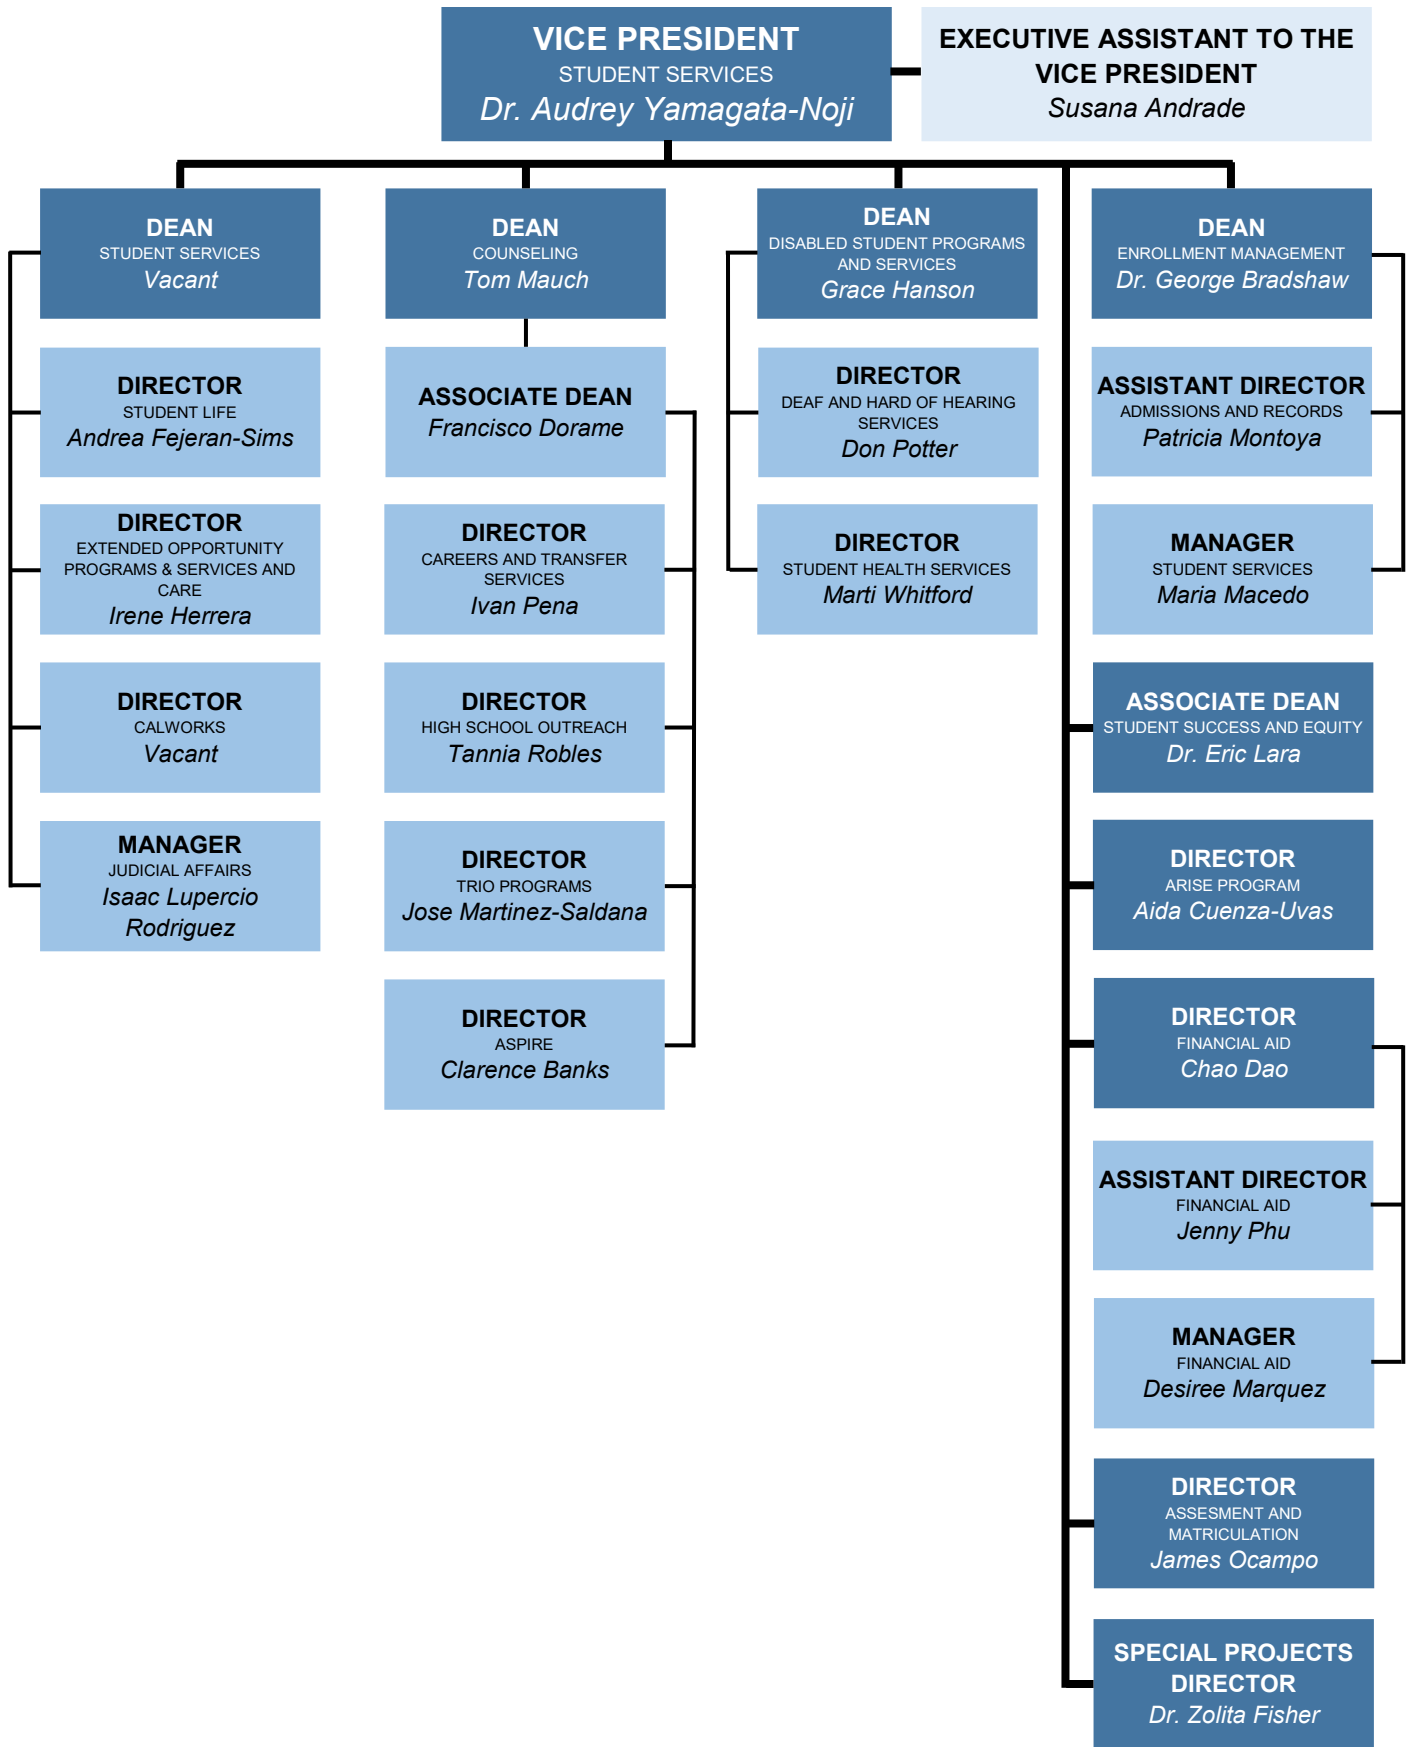 VICE PRESIDENT
STUDENT SERVICES
Dr. Audrey Yamagata-Noji
EXECUTIVE ASSISTANT TO THE
VICE PRESIDENT
Susana Andrade
DEAN
STUDENT SERVICES
Vacant
DIRECTOR
STUDENT LIFE
Andrea Fejeran-Sims
DIRECTOR
EXTENDED OPPORTUNITY
PROGRAMS & SERVICES AND
CARE
Irene Herrera
DIRECTOR
CALWORKS
Vacant
MANAGER
JUDICIAL AFFAIRS
Isaac Lupercio
Rodriguez
DEAN
COUNSELING
Tom Mauch
ASSOCIATE DEAN
Francisco Dorame
DIRECTOR
CAREERS AND TRANSFER
SERVICES
Ivan Pena
DIRECTOR
HIGH SCHOOL OUTREACH
Tannia Robles
DIRECTOR
TRIO PROGRAMS
Jose Martinez-Saldana
DIRECTOR
ASPIRE
Clarence Banks
DEAN
DISABLED STUDENT PROGRAMS
AND SERVICES
Grace Hanson
DIRECTOR
DEAF AND HARD OF HEARING
SERVICES
Don Potter
DIRECTOR
STUDENT HEALTH SERVICES
Marti Whitford
DEAN
ENROLLMENT MANAGEMENT
Dr. George Bradshaw
ASSISTANT DIRECTOR
ADMISSIONS AND RECORDS
Patricia Montoya
MANAGER
STUDENT SERVICES
Maria Macedo
ASSOCIATE DEAN
STUDENT SUCCESS AND EQUITY
Dr. Eric Lara
DIRECTOR
ARISE PROGRAM
Aida Cuenza-Uvas
DIRECTOR
FINANCIAL AID
Chao Dao
ASSISTANT DIRECTOR
FINANCIAL AID
Jenny Phu
MANAGER
FINANCIAL AID
Desiree Marquez
DIRECTOR
ASSESMENT AND
MATRICULATION
James Ocampo
SPECIAL PROJECTS
DIRECTOR
Dr. Zolita Fisher